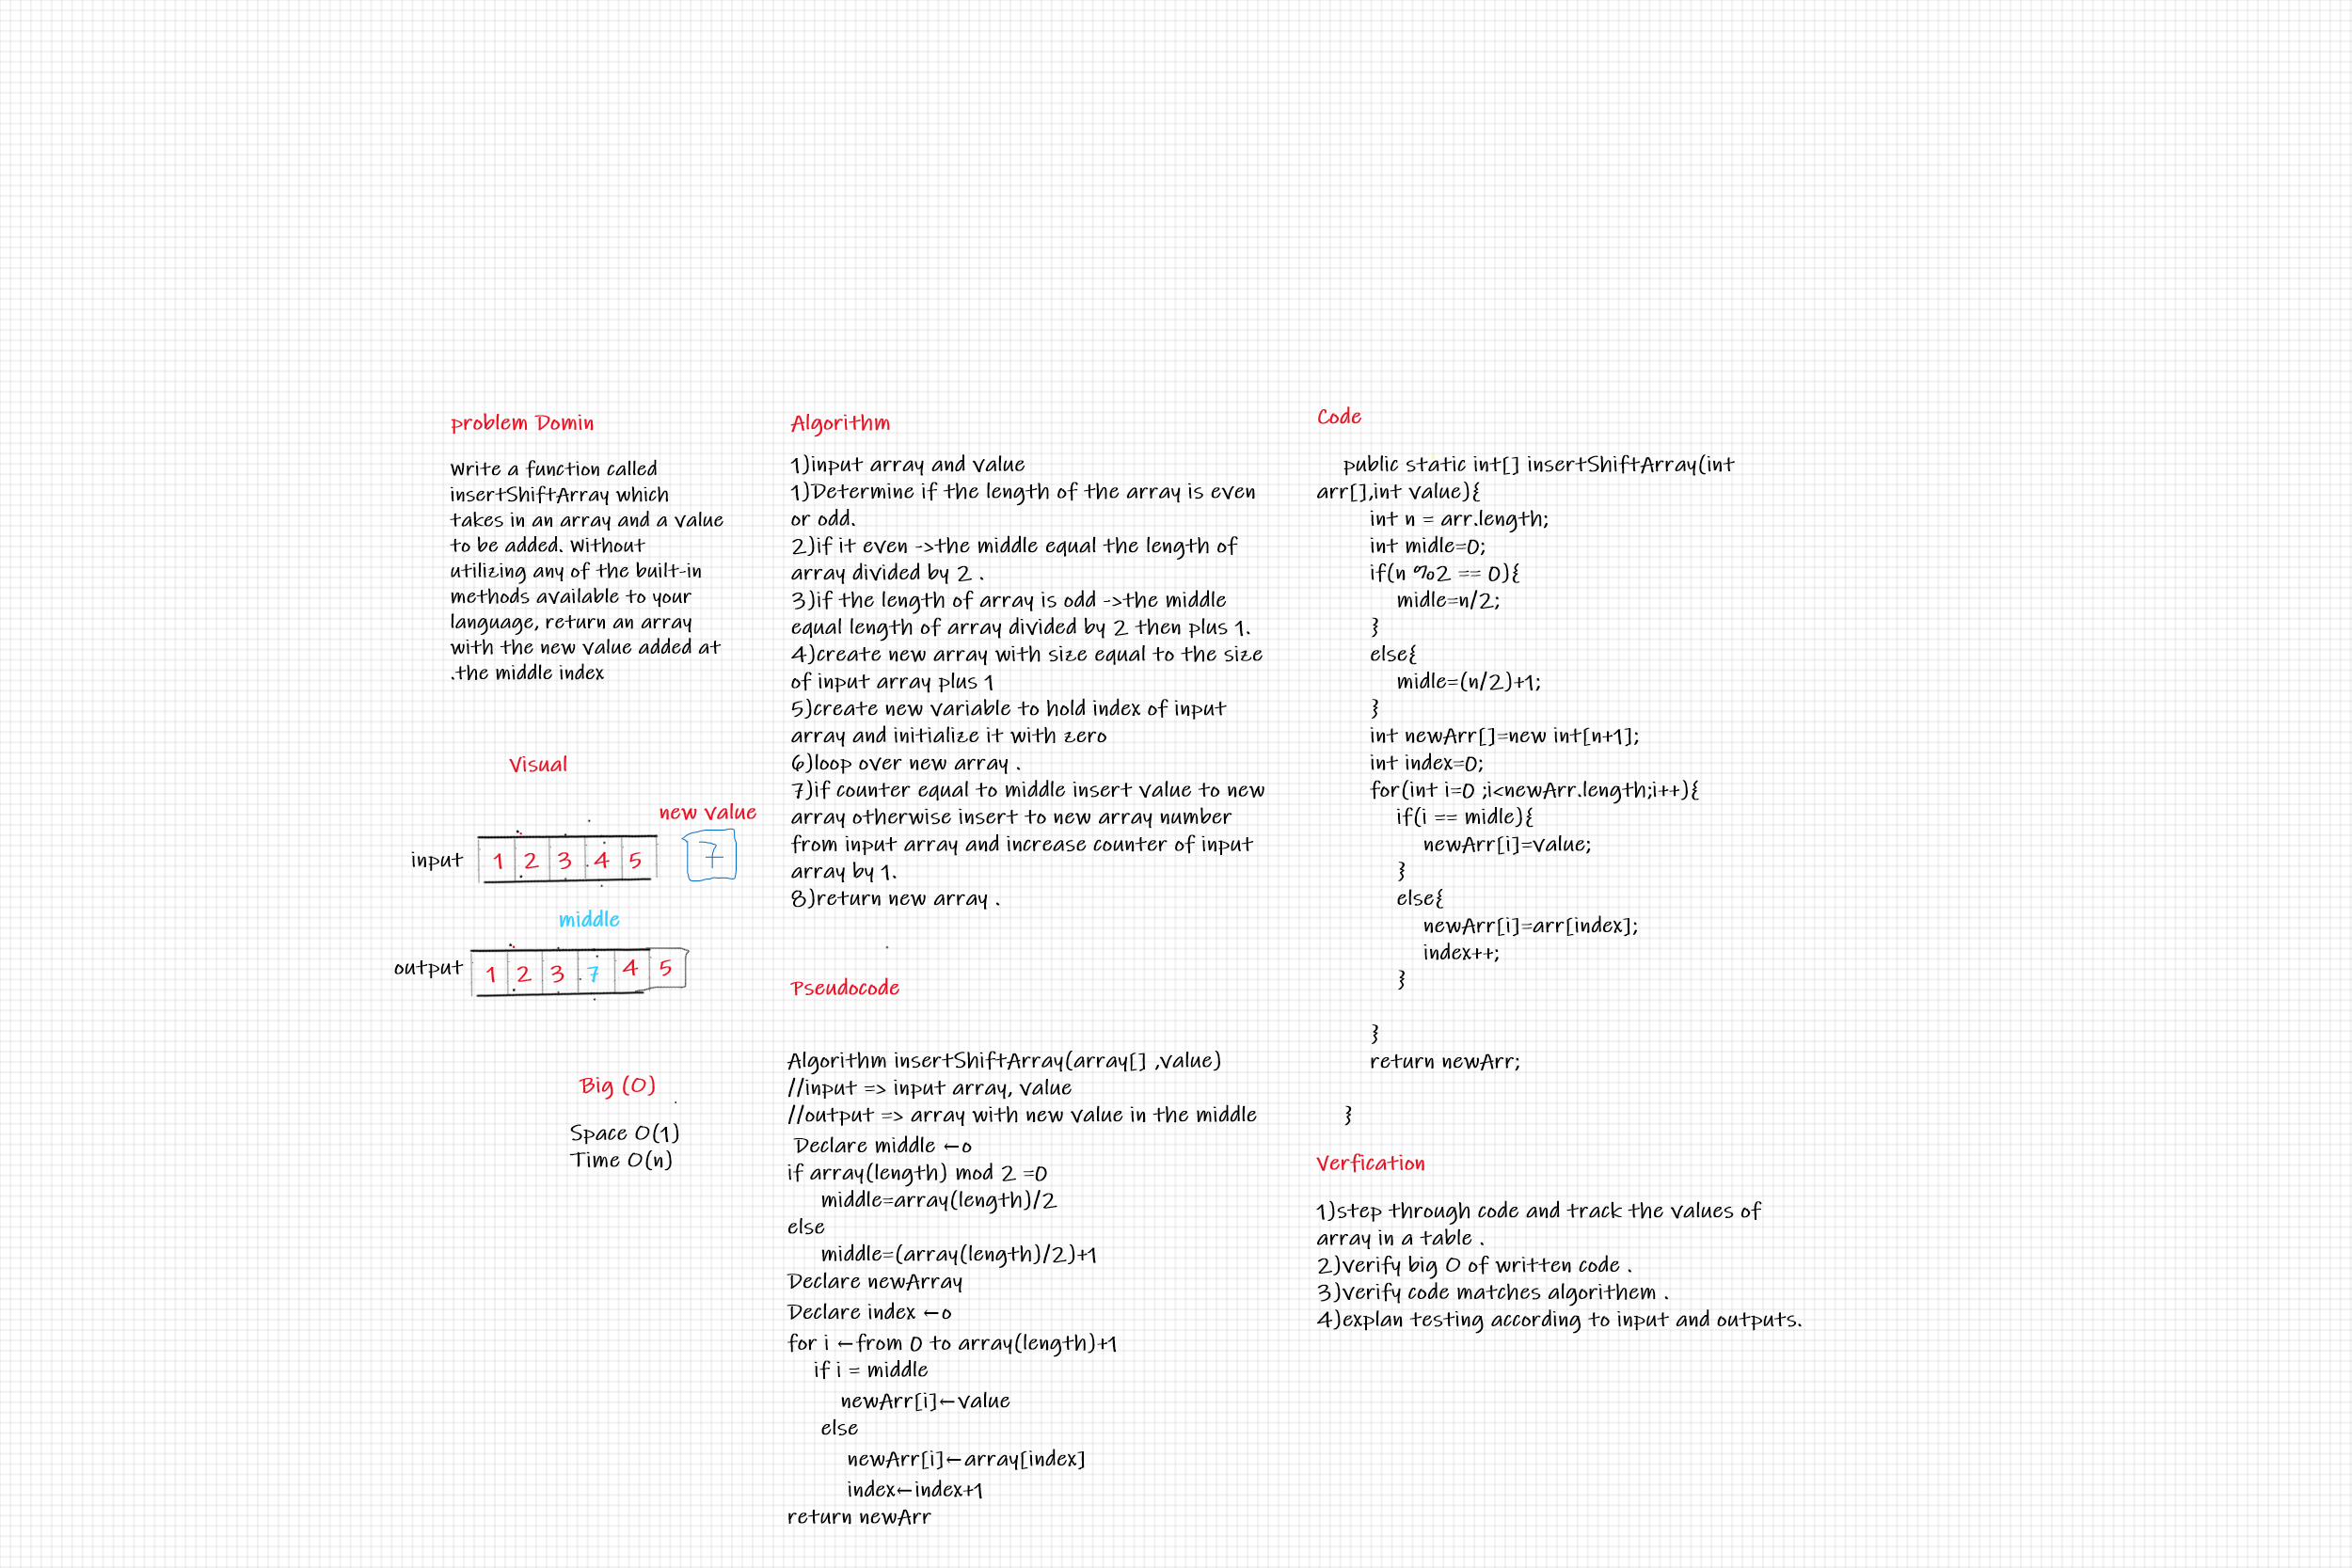 problem Domin
Write a function called
insertShiftArray which
takes in an array and a value
to be added. Without
utilizing any of the built-in
methods available to your
language, return an array
with the new value added at
.the middle index
Visual
new value
input 1 2 3 4 5 7
middle
output 1 2 3 7 4 5
Big (O)
Space O(1)
Time O(n)
Algorithm
1)input array and value
1)Determine if the length of the array is even
or odd.
2)if it even ->the middle equal the length of
array divided by 2 .
3)if the length of array is odd ->the middle
equal length of array divided by 2 then plus 1.
4)create new array with size equal to the size
of input array plus 1
5)create new variable to hold index of input
array and initialize it with zero
6)loop over new array .
7)if counter equal to middle insert value to new
array otherwise insert to new array number
from input array and increase counter of input
array by 1.
8)return new array .
Pseudocode
Algorithm insertShiftArray(array[] ,value)
//input => input array, value
//output => array with new value in the middle
Declare middle ←o
if array(length) mod 2 =0
middle=array(length)/2
else
middle=(array(length)/2)+1
Declare newArray
Declare index ←o
for i ←from 0 to array(length)+1
if i = middle
newArr[i]←value
else
newArr[i]←array[index]
index←index+1
return newArr
Code
public static int[] insertShiftArray(int
arr[],int value){
int n = arr.length;
int midle=0;
if(n %2 == 0){
midle=n/2;
}
else{
midle=(n/2)+1;
}
int newArr[]=new int[n+1];
int index=0;
for(int i=0 ;i<newArr.length;i++){
if(i == midle){
newArr[i]=value;
}
else{
newArr[i]=arr[index];
index++;
}
}
return newArr;
}
Verfication
1)step through code and track the values of
array in a table .
2)verify big O of written code .
3)verify code matches algorithem .
4)explan testing according to input and outputs.